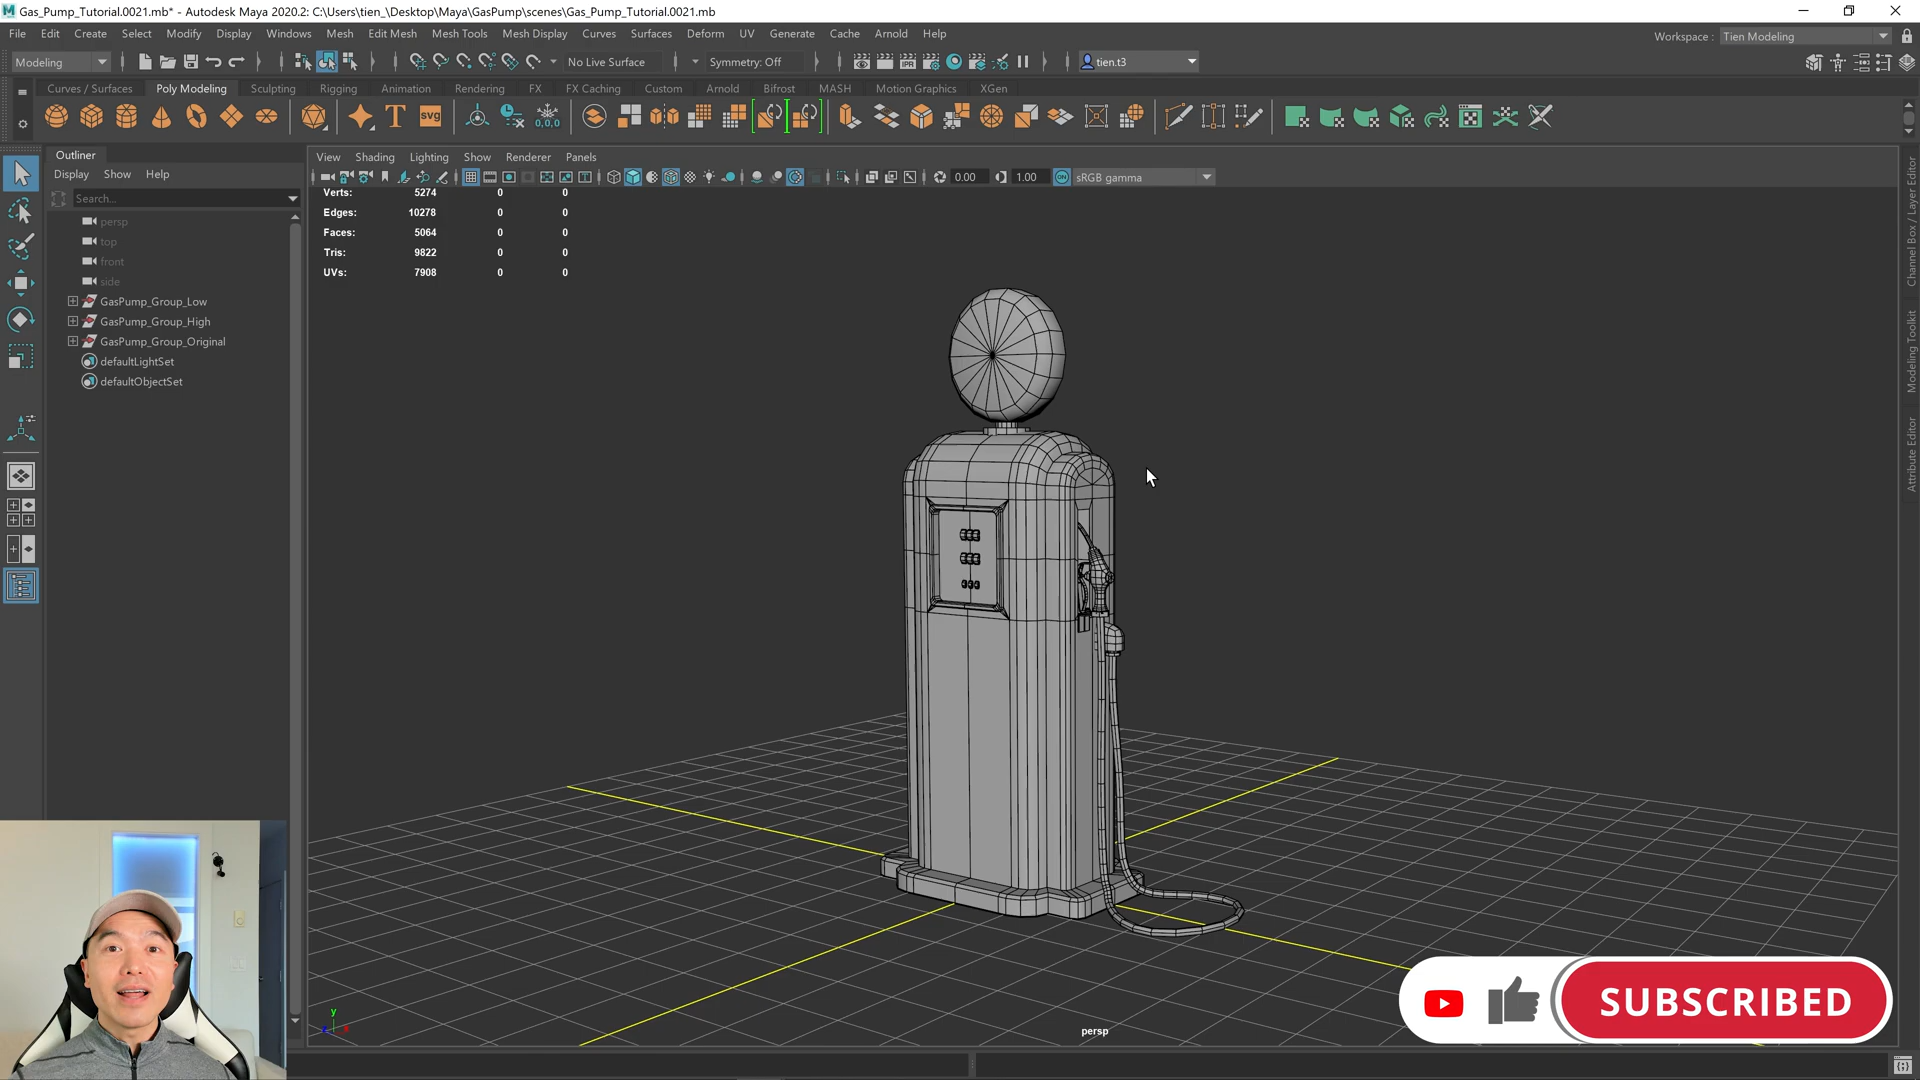 Gas_Pump_Tutorial.0021.mb* - Autodesk Maya 2020.2: C:\Users\tien_\Desktop\Maya\GasPump\scenes\Gas_Pump_Tutorial.0021.mb
File Edit Create Select Modify Display Windows Mesh Edit Mesh Mesh Tools Mesh Display Curves Surfaces Deform UV Generate Cache Arnold Help
Workspace : Tien Modeling
Modeling No Live Surface Symmetry: Off tien.t3
Curves / Surfaces Poly Modeling Sculpting Rigging Animation Rendering FX FX Caching Custom Arnold Bifrost MASH Motion Graphics XGen
T SVG 0,0,0
Outliner
Display Show Help
Search...
persp
top
front
side
GasPump_Group_Low
GasPump_Group_High
GasPump_Group_Original
defaultLightSet
defaultObjectSet
View Shading Lighting Show Renderer Panels
0.00 1.00 sRGB gamma
Verts: 5274 0 0
Edges: 10278 0 0
Faces: 5064 0 0
Tris: 9822 0 0
UVs: 7908 0 0
Channel Box / Layer Editor
Modeling Toolkit
Attribute Editor
y
persp
SUBSCRIBED